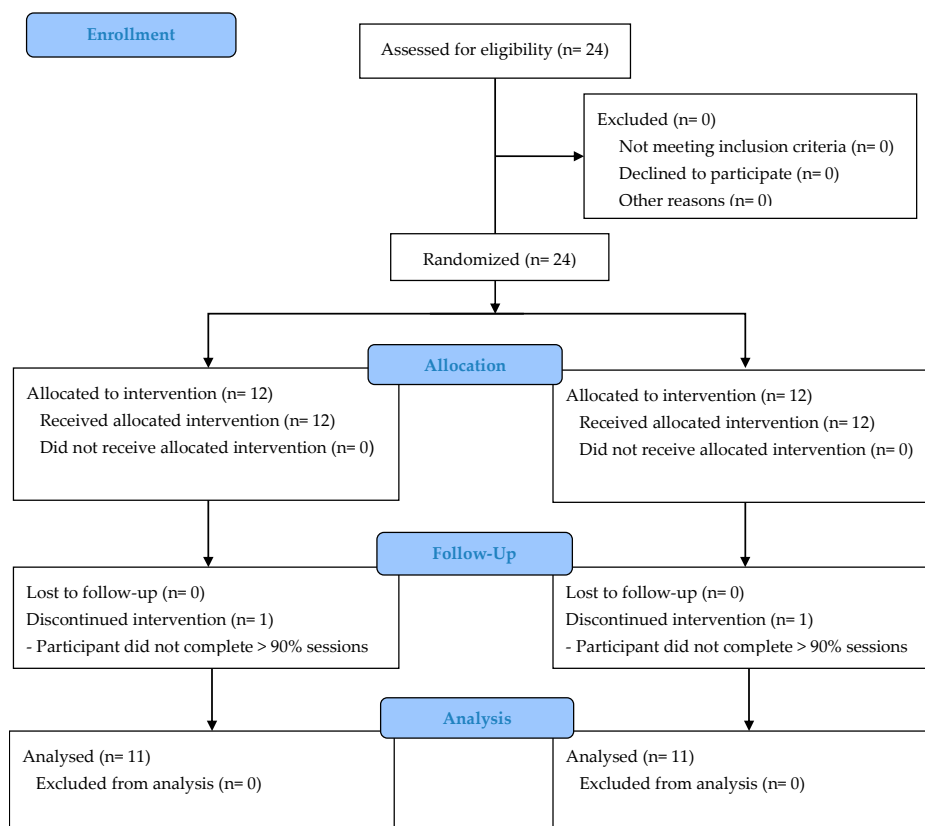 Enrollment
Assessed for eligibility (n= 24)
Excluded (n= 0)
Not meeting inclusion criteria (n= 0)
Declined to participate (n= 0)
Other reasons (n= 0)
Randomized (n= 24)
Allocation
Allocated to intervention (n= 12)
Received allocated intervention (n= 12)
Did not receive allocated intervention (n= 0)
Allocated to intervention (n= 12)
Received allocated intervention (n= 12)
Did not receive allocated intervention (n= 0)
Follow-Up
Lost to follow-up (n= 0)
Discontinued intervention (n= 1)
- Participant did not complete > 90% sessions
Lost to follow-up (n= 0)
Discontinued intervention (n= 1)
- Participant did not complete > 90% sessions
Analysis
Analysed (n= 11)
Excluded from analysis (n= 0)
Analysed (n= 11)
Excluded from analysis (n= 0)